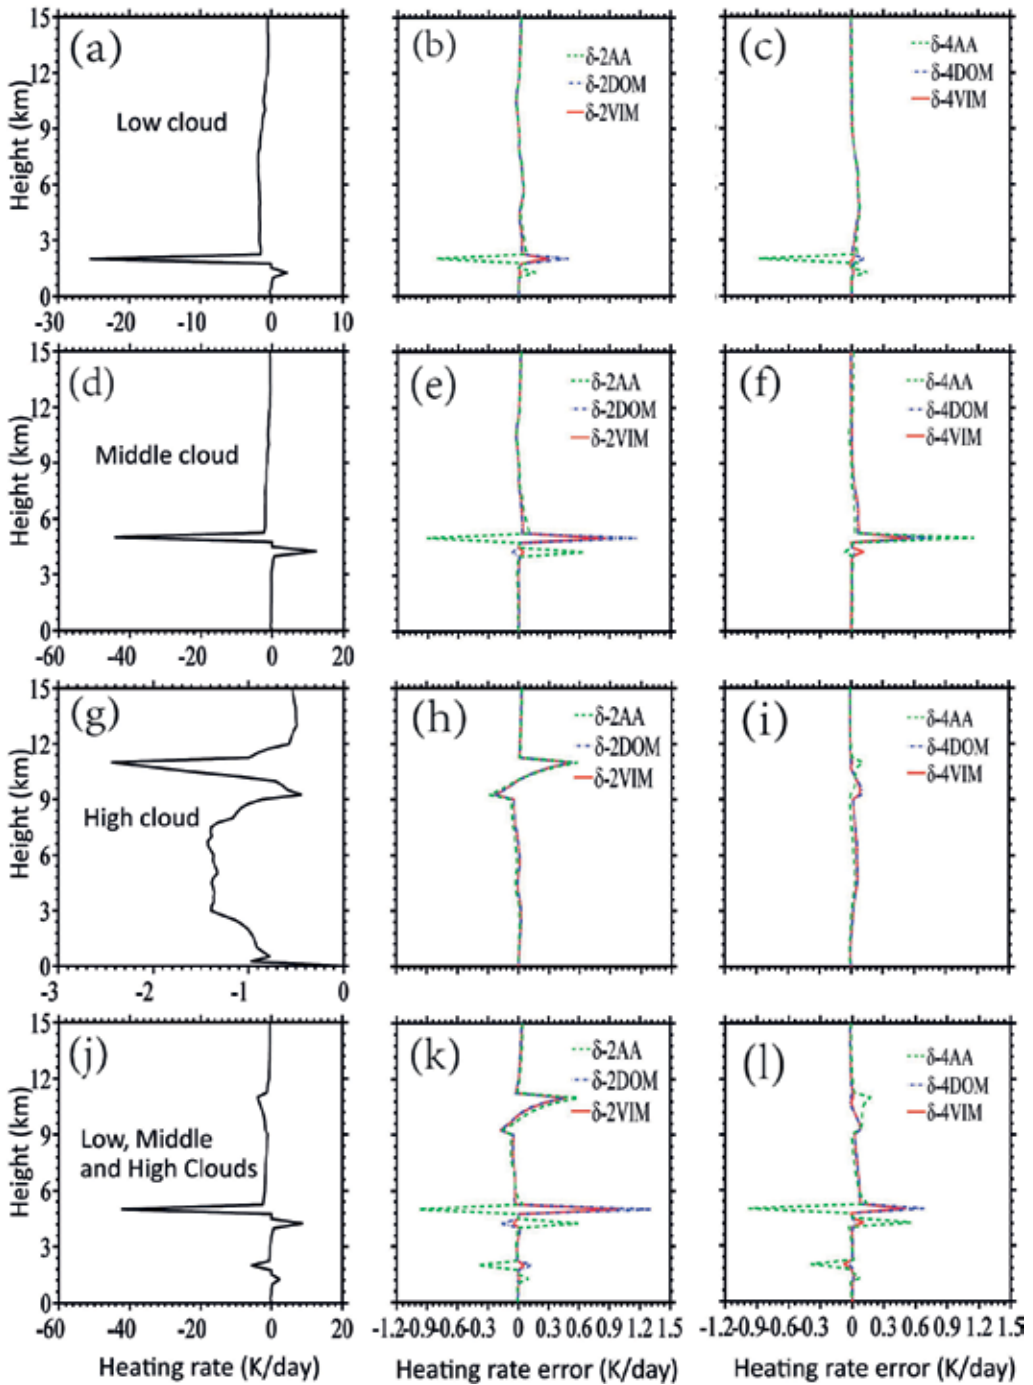 (a)
Low cloud
Height (km)
15
12
9
6
3
0
-30 -20 -10 0 10
(b)
δ-2AA
δ-2DOM
δ-2VIM
(c)
δ-4AA
δ-4DOM
δ-4VIM
(d)
Middle cloud
Height (km)
15
12
9
6
3
0
-60 -40 -20 0 20
(e)
δ-2AA
δ-2DOM
δ-2VIM
(f)
δ-4AA
δ-4DOM
δ-4VIM
(g)
High cloud
Height (km)
15
12
9
6
3
0
-3 -2 -1 0
(h)
δ-2AA
δ-2DOM
δ-2VIM
(i)
δ-4AA
δ-4DOM
δ-4VIM
(j)
Low, Middle
and High Clouds
Height (km)
15
12
9
6
3
0
-60 -40 -20 0 20
Heating rate (K/day)
(k)
δ-2AA
δ-2DOM
δ-2VIM
-1.2-0.9-0.6-0.3 0 0.3 0.6 0.9 1.2 1.5
Heating rate error (K/day)
(l)
δ-4AA
δ-4DOM
δ-4VIM
-1.2-0.9-0.6-0.3 0 0.3 0.6 0.9 1.2 1.5
Heating rate error (K/day)